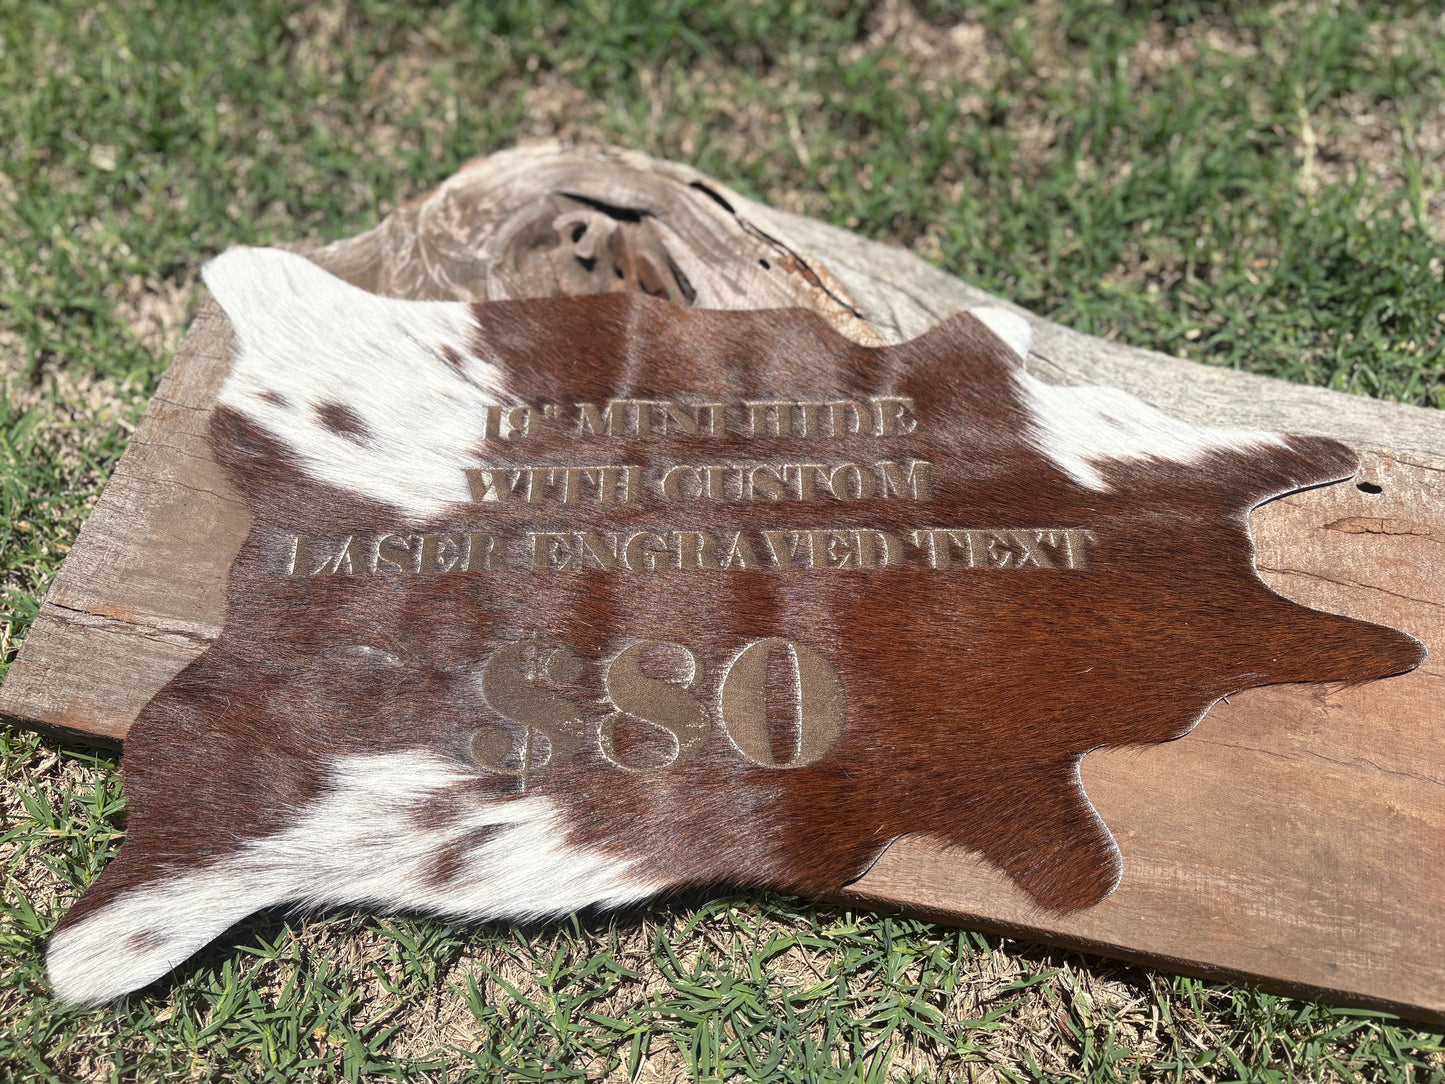 19" MINI HIDE
WITH CUSTOM
LASER ENGRAVED TEXT
$80